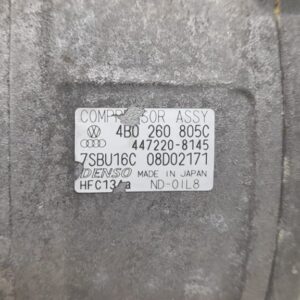 COMPRESSOR ASSY
4B0 260 805C
447220-8145
7SBU16C 08D02171
DENSO MADE IN JAPAN
HFC134a ND-OIL8